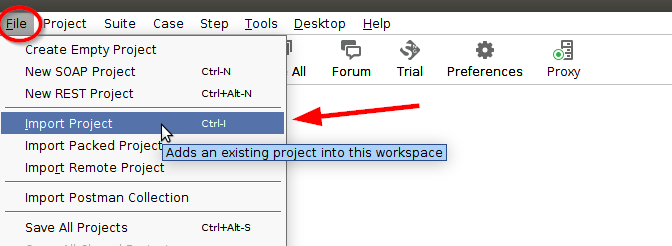 File Project Suite Case Step Tools Desktop Help
Create Empty Project
New SOAP Project Ctrl-N
All Forum Trial Preferences Proxy
New REST Project Ctrl+Alt-N
Import Project Ctrl-I
Import Packed Project
Adds an existing project into this workspace
Import Remote Project
Import Postman Collection
Save All Projects Ctrl+Alt-S